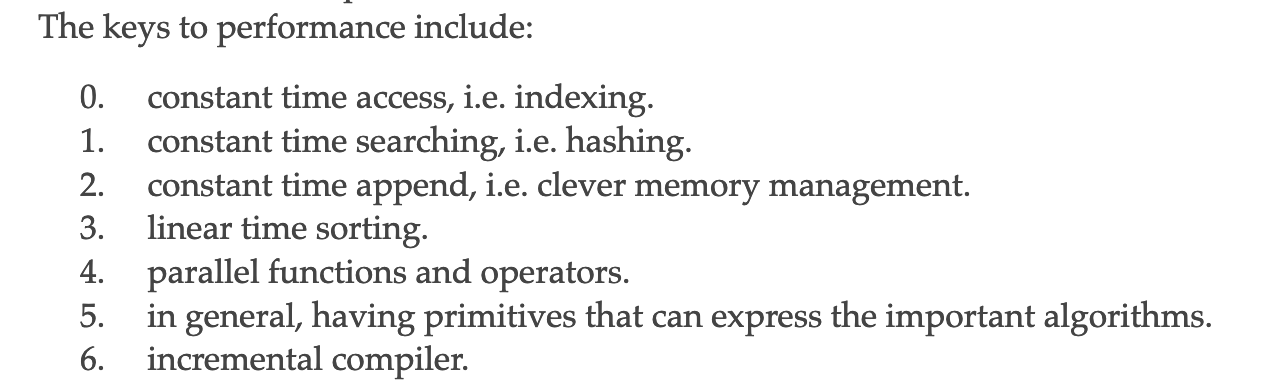 The keys to performance include:
0. constant time access, i.e. indexing.
1. constant time searching, i.e. hashing.
2. constant time append, i.e. clever memory management.
3. linear time sorting.
4. parallel functions and operators.
5. in general, having primitives that can express the important algorithms.
6. incremental compiler.